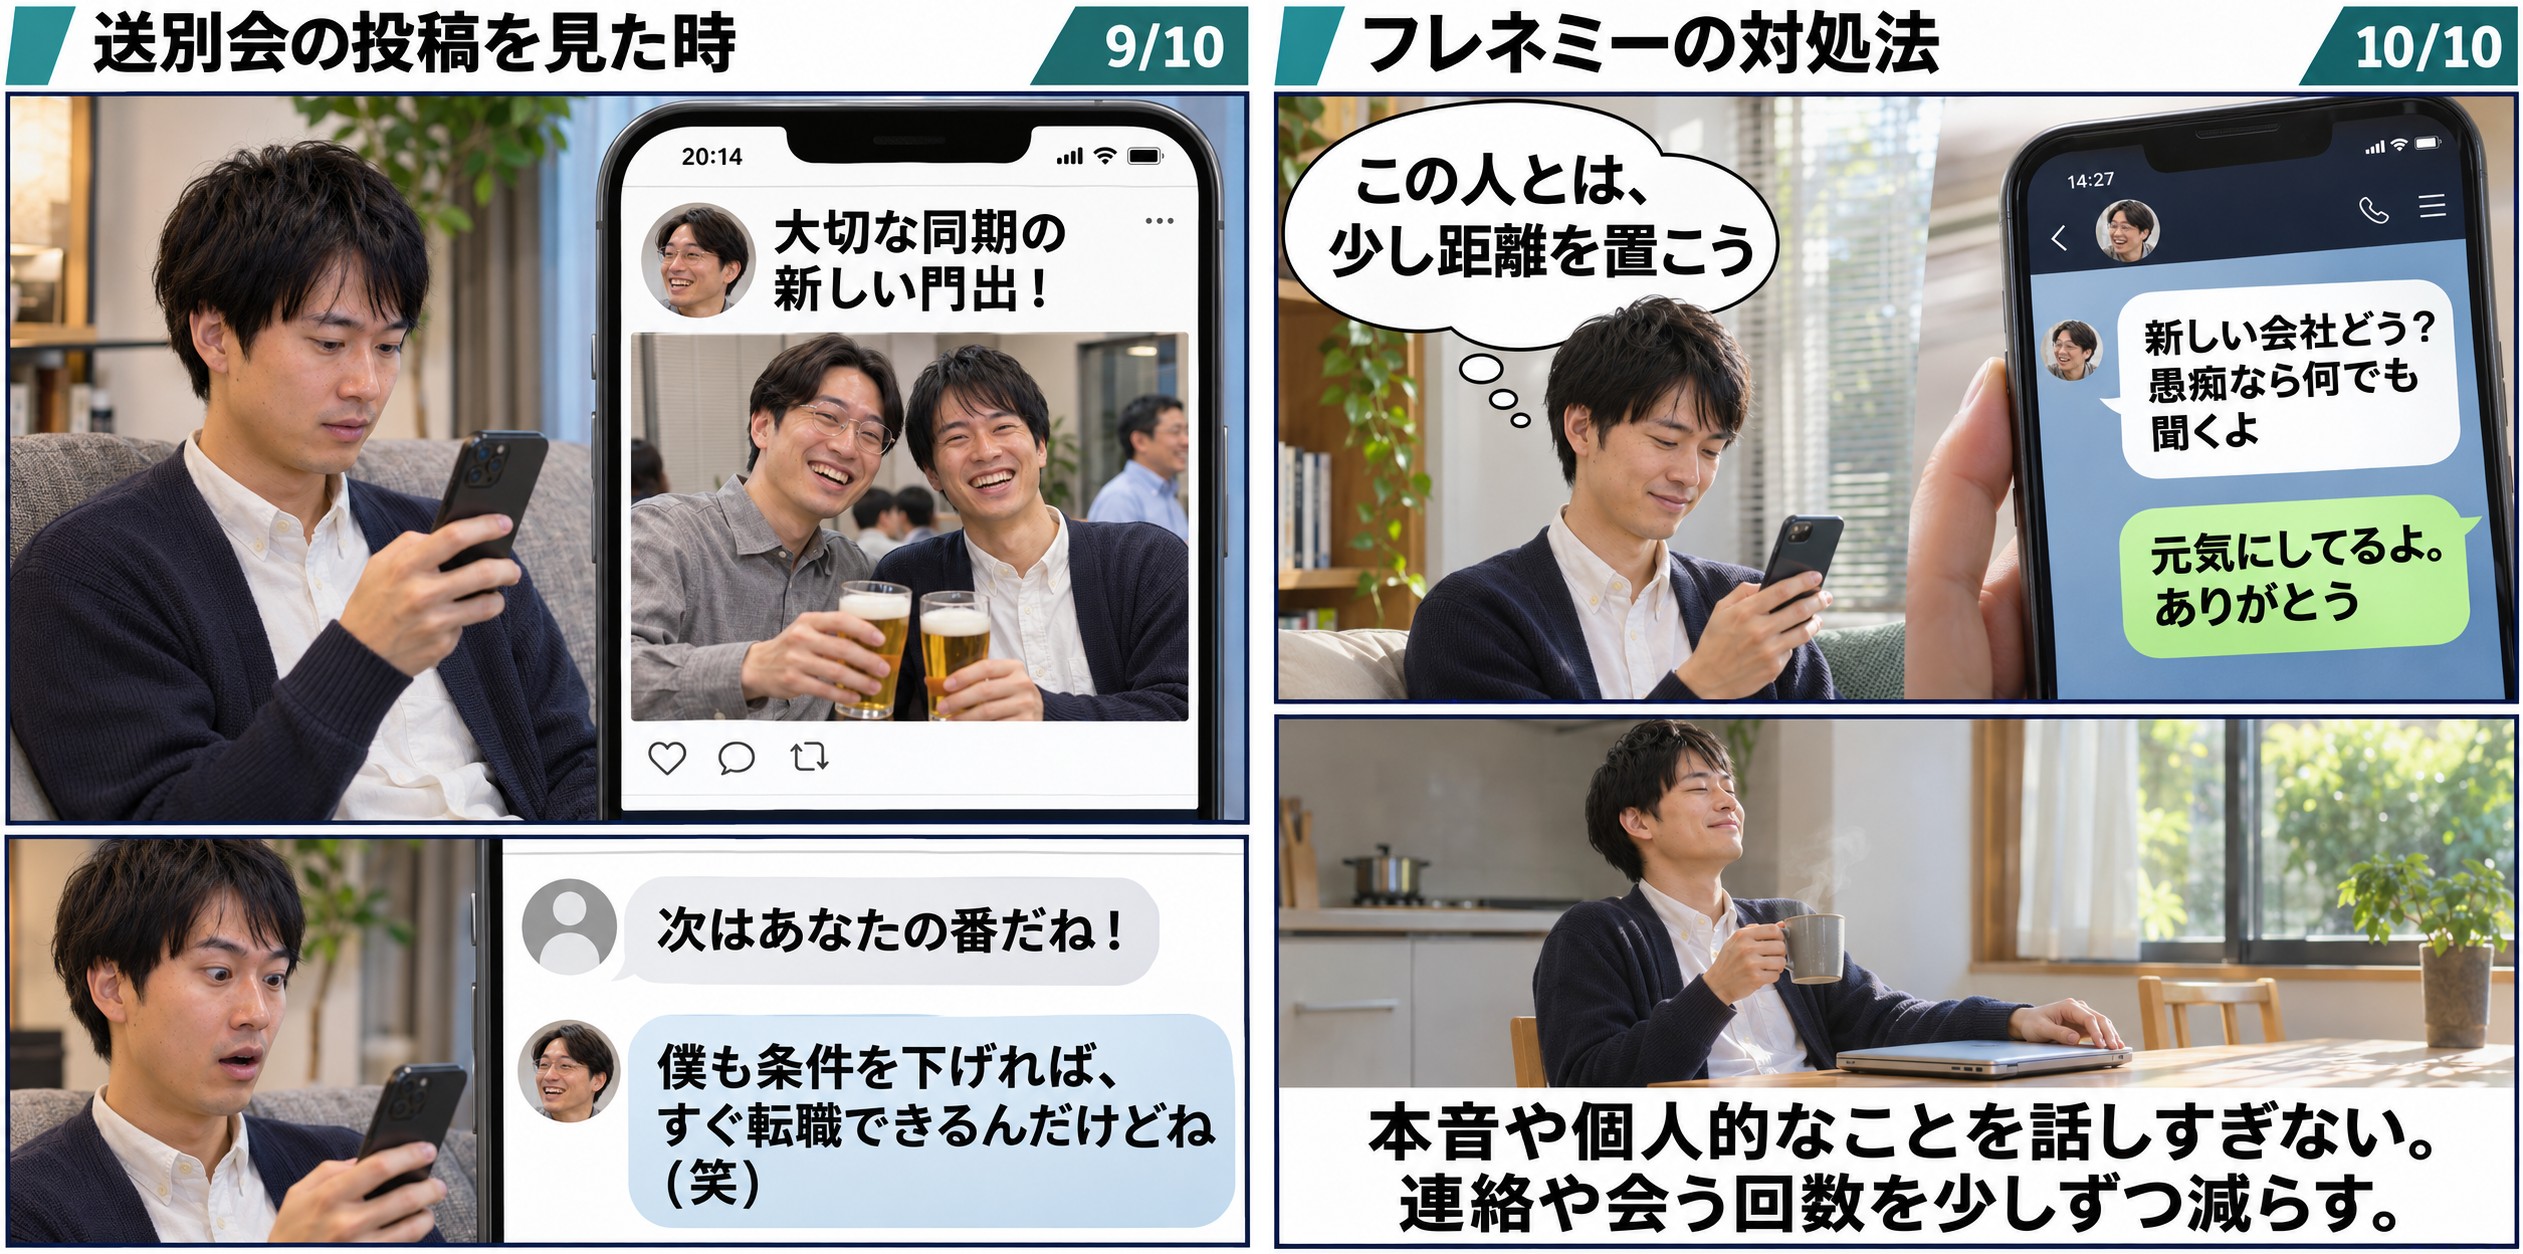 送別会の投稿を見た時
9/10
20:14
大切な同期の
新しい門出！
次はあなたの番だね！
僕も条件を下げれば、
すぐ転職できるんだけどね
(笑)
フレネミーの対処法
10/10
この人とは、
少し距離を置こう
14:27
新しい会社どう？
愚痴なら何でも
聞くよ
元気にしてるよ。
ありがとう
本音や個人的なことを話しすぎない。
連絡や会う回数を少しずつ減らす。